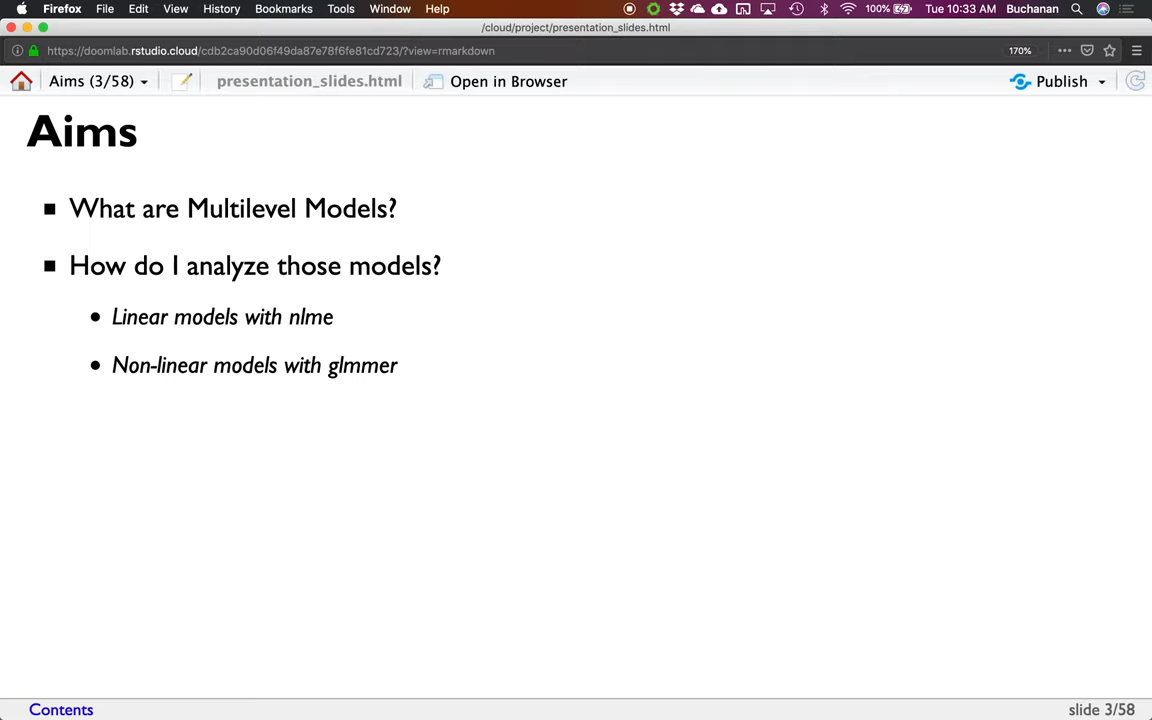 Firefox File Edit View History Bookmarks Tools Window Help 100% Tue 10:33 AM Buchanan
/cloud/project/presentation_slides.html
https://doomlab.rstudio.cloud/cdb2ca90d06f49da87e78f6fe81cd723/?view=rmarkdown 170%
Aims (3/58) presentation_slides.html Open in Browser Publish
Aims
What are Multilevel Models?
How do I analyze those models?
Linear models with nlme
Non-linear models with glmmer
Contents slide 3/58